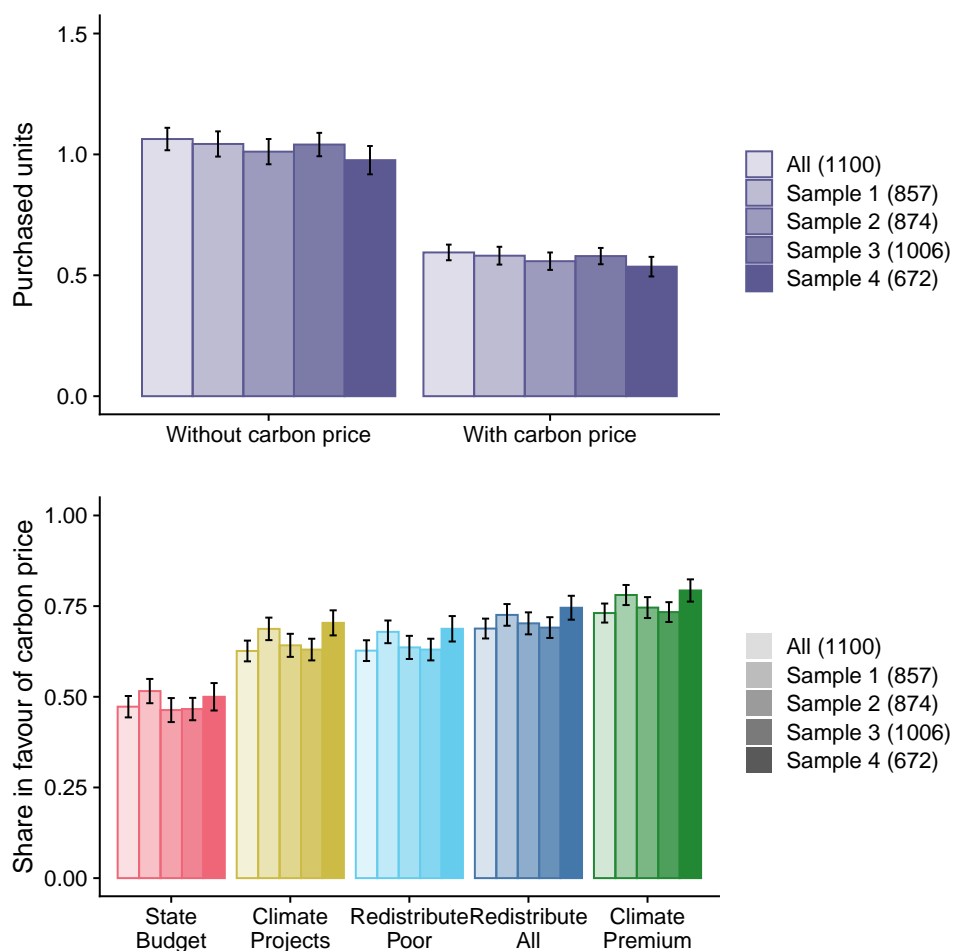 Purchased units
1.5
1.0
0.5
0.0
Without carbon price
With carbon price
All (1100)
Sample 1 (857)
Sample 2 (874)
Sample 3 (1006)
Sample 4 (672)
Share in favour of carbon price
1.00
0.75
0.50
0.25
0.00
State
Budget
Climate
Projects
Redistribute
Poor
Redistribute
All
Climate
Premium
All (1100)
Sample 1 (857)
Sample 2 (874)
Sample 3 (1006)
Sample 4 (672)